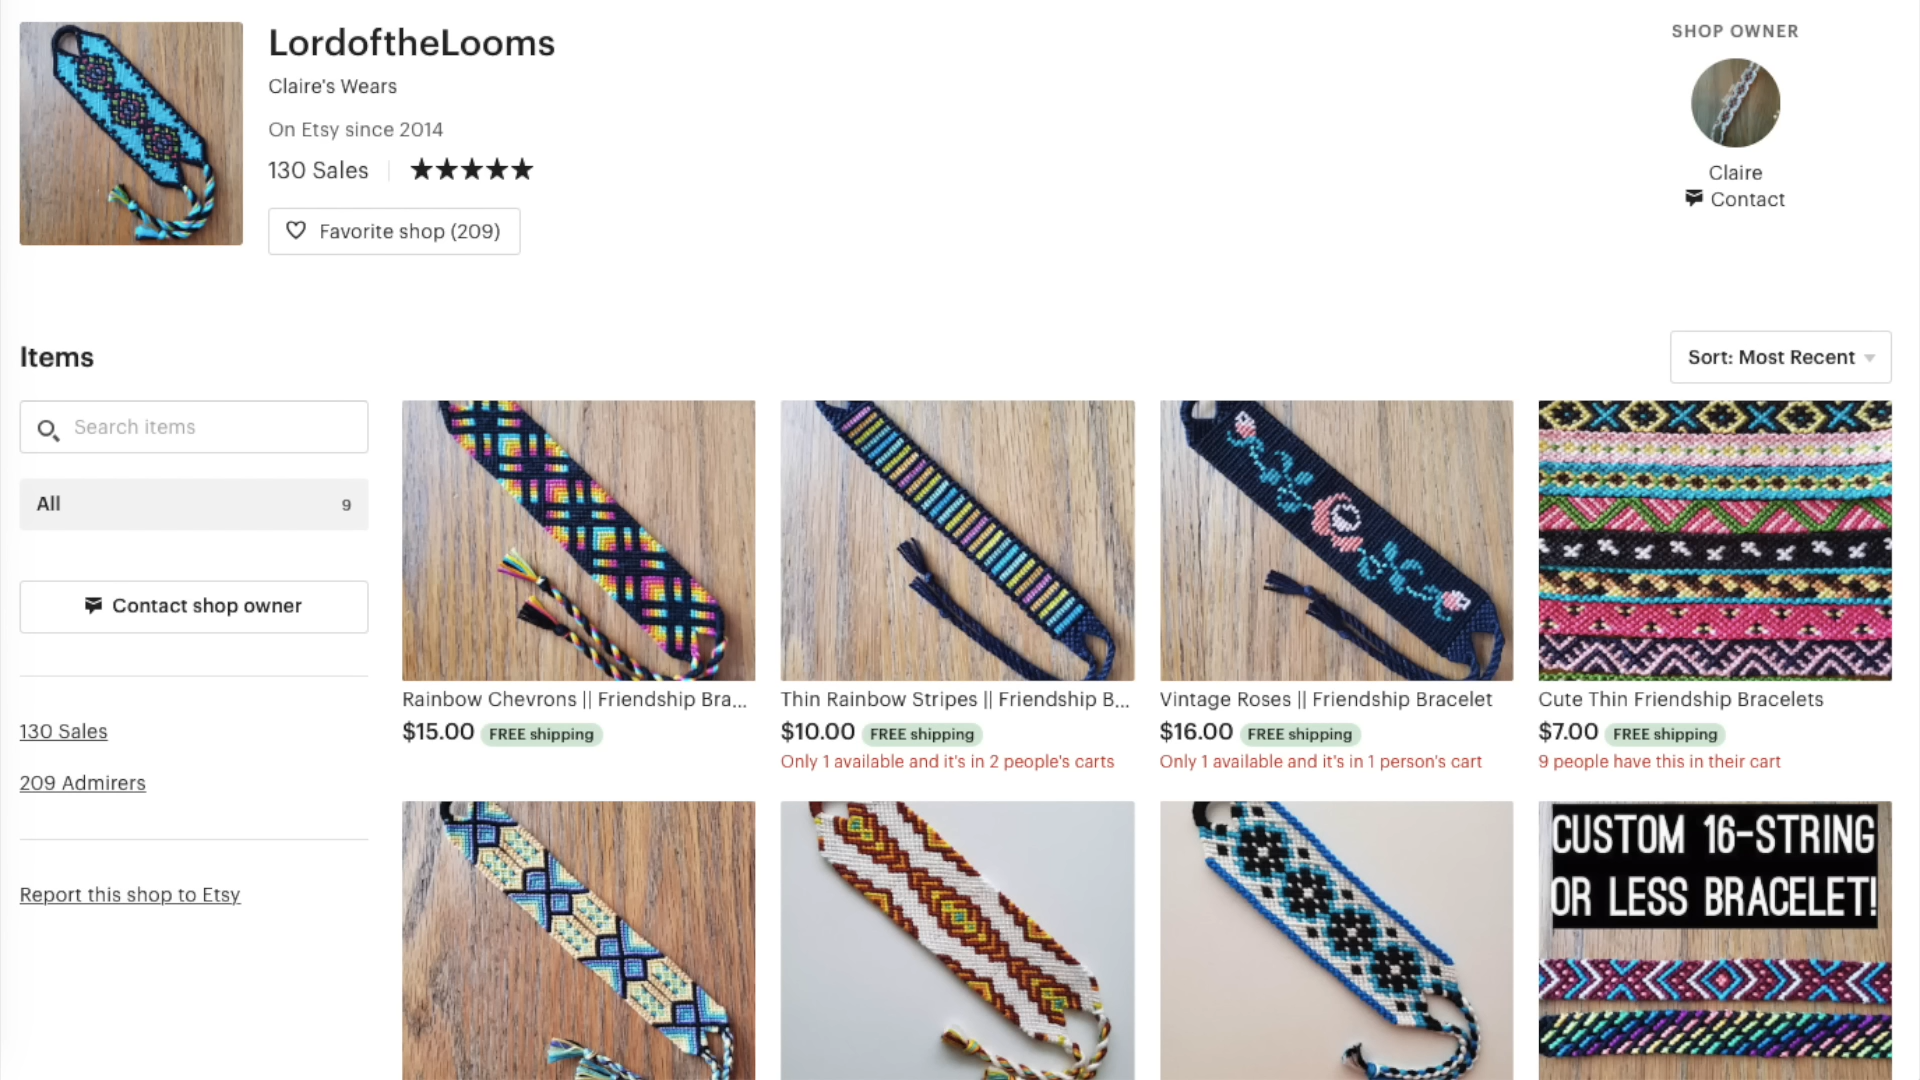 LordoftheLooms
Claire's Wears
On Etsy since 2014
130 Sales
Favorite shop (209)
SHOP OWNER
Claire
Contact
Items
Sort: Most Recent
Search items
All 9
Contact shop owner
130 Sales
209 Admirers
Report this shop to Etsy
Rainbow Chevrons || Friendship Bra...
$15.00 FREE shipping
Thin Rainbow Stripes || Friendship B...
$10.00 FREE shipping
Only 1 available and it's in 2 people's carts
Vintage Roses || Friendship Bracelet
$16.00 FREE shipping
Only 1 available and it's in 1 person's cart
Cute Thin Friendship Bracelets
$7.00 FREE shipping
9 people have this in their cart
CUSTOM 16-STRING
OR LESS BRACELET!